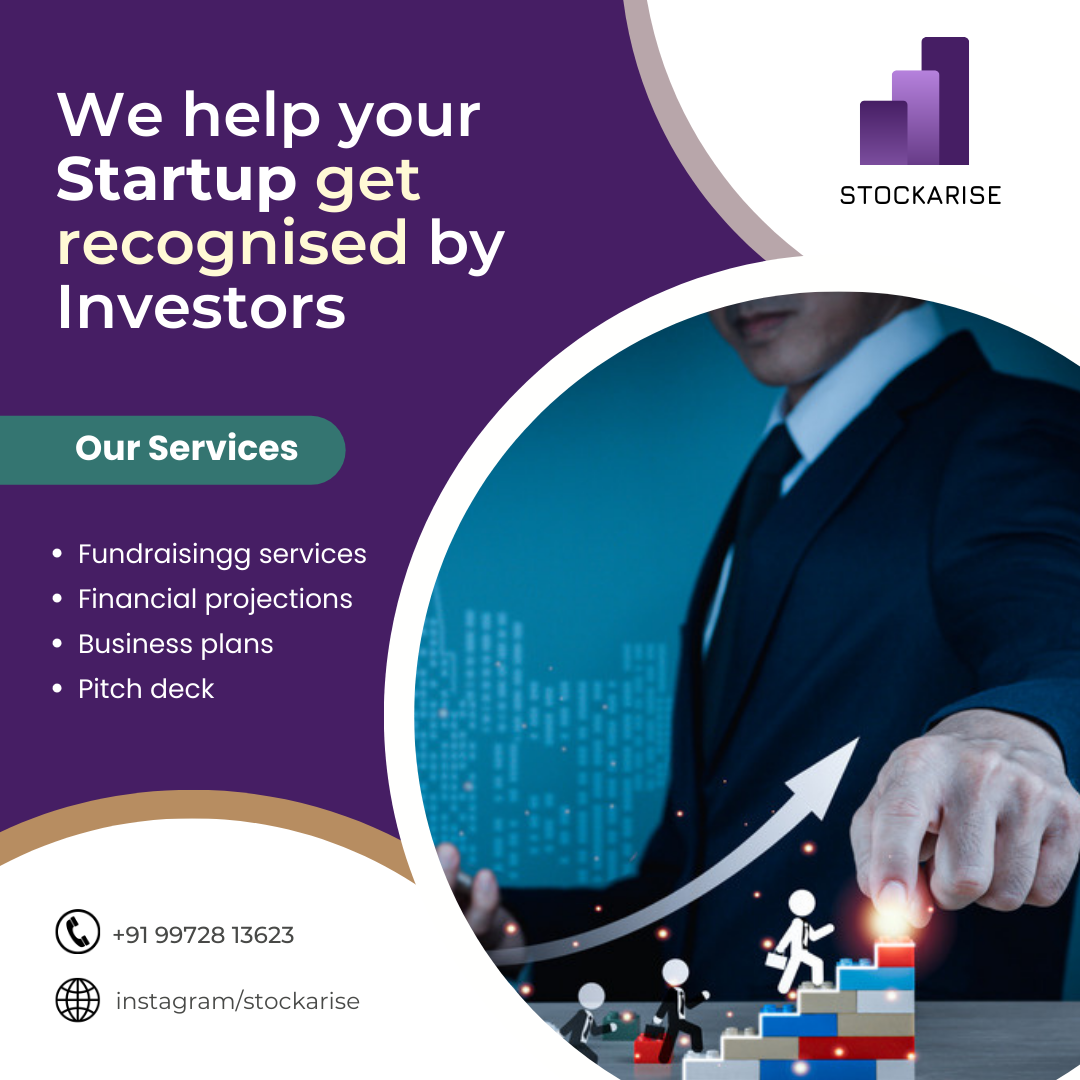 We help your
Startup get
recognised by
Investors
STOCKARISE
Our Services
Fundraisingg services
Financial projections
Business plans
Pitch deck
+91 99728 13623
instagram/stockarise